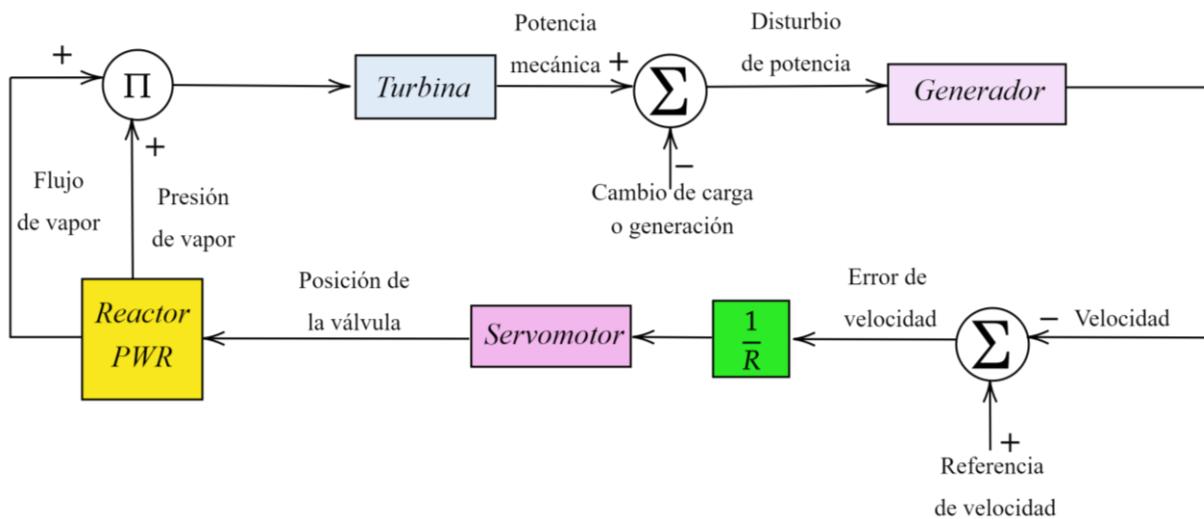 Potencia
mecánica +
Disturbio
de potencia
+
Π
Turbina
Σ
Generador
+
−
Flujo
de vapor
Presión
de vapor
Cambio de carga
o generación
Reactor
PWR
Posición de
la válvula
Servomotor
1
R
Error de
velocidad
Σ
− Velocidad
+
Referencia
de velocidad